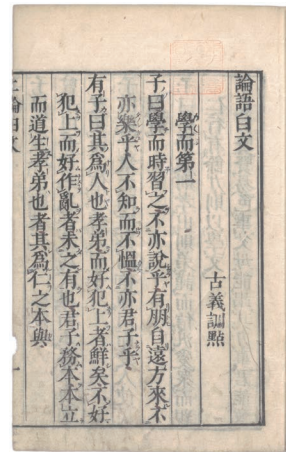 論語白文
古義訓點
學而第一
子曰學而時習之不亦說乎有朋自遠方來不
亦樂乎人不知而不慍不亦君子乎
有子曰其爲人也孝弟而好犯上者鮮矣不好
犯上而好作亂者未之有也君子務本本立
而道生孝弟也者其爲仁之本與
論白文
一